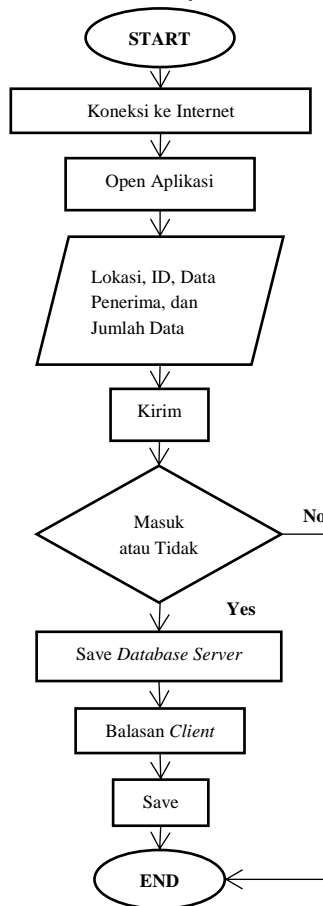 START
Koneksi ke Internet
Open Aplikasi
Lokasi, ID, Data
Penerima, dan
Jumlah Data
Kirim
Masuk
atau Tidak
No
Yes
Save Database Server
Balasan Client
Save
END